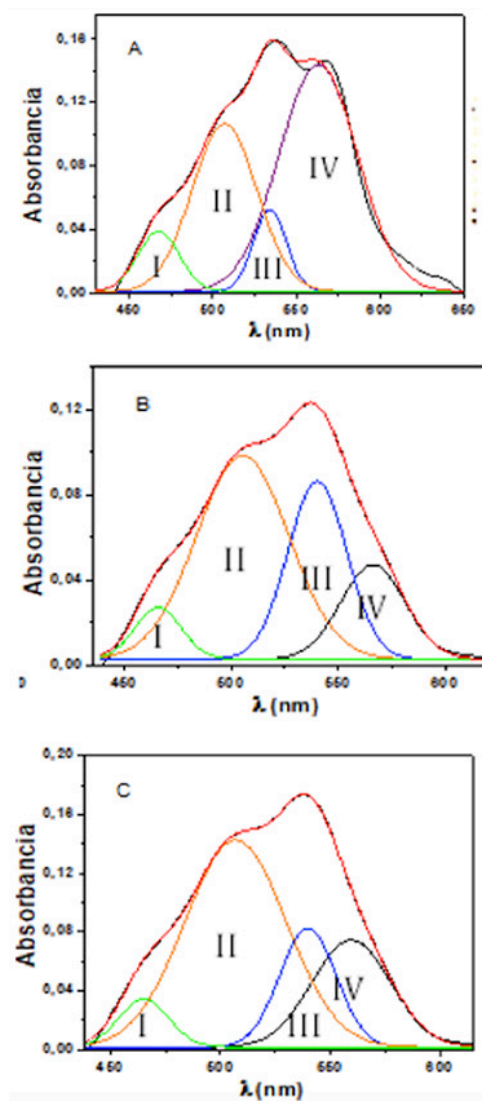 A
0,16
0,12
0,08
0,04
0,00
Absorbancia
I
II
III
IV
450 500 550 600 650
λ (nm)
B
0,12
0,08
0,04
0,00
Absorbancia
I
II
III
IV
450 500 550 600
0
λ (nm)
C
0,20
0,16
0,12
0,08
0,04
0,00
Absorbancia
I
II
III
IV
450 500 550 600
λ (nm)